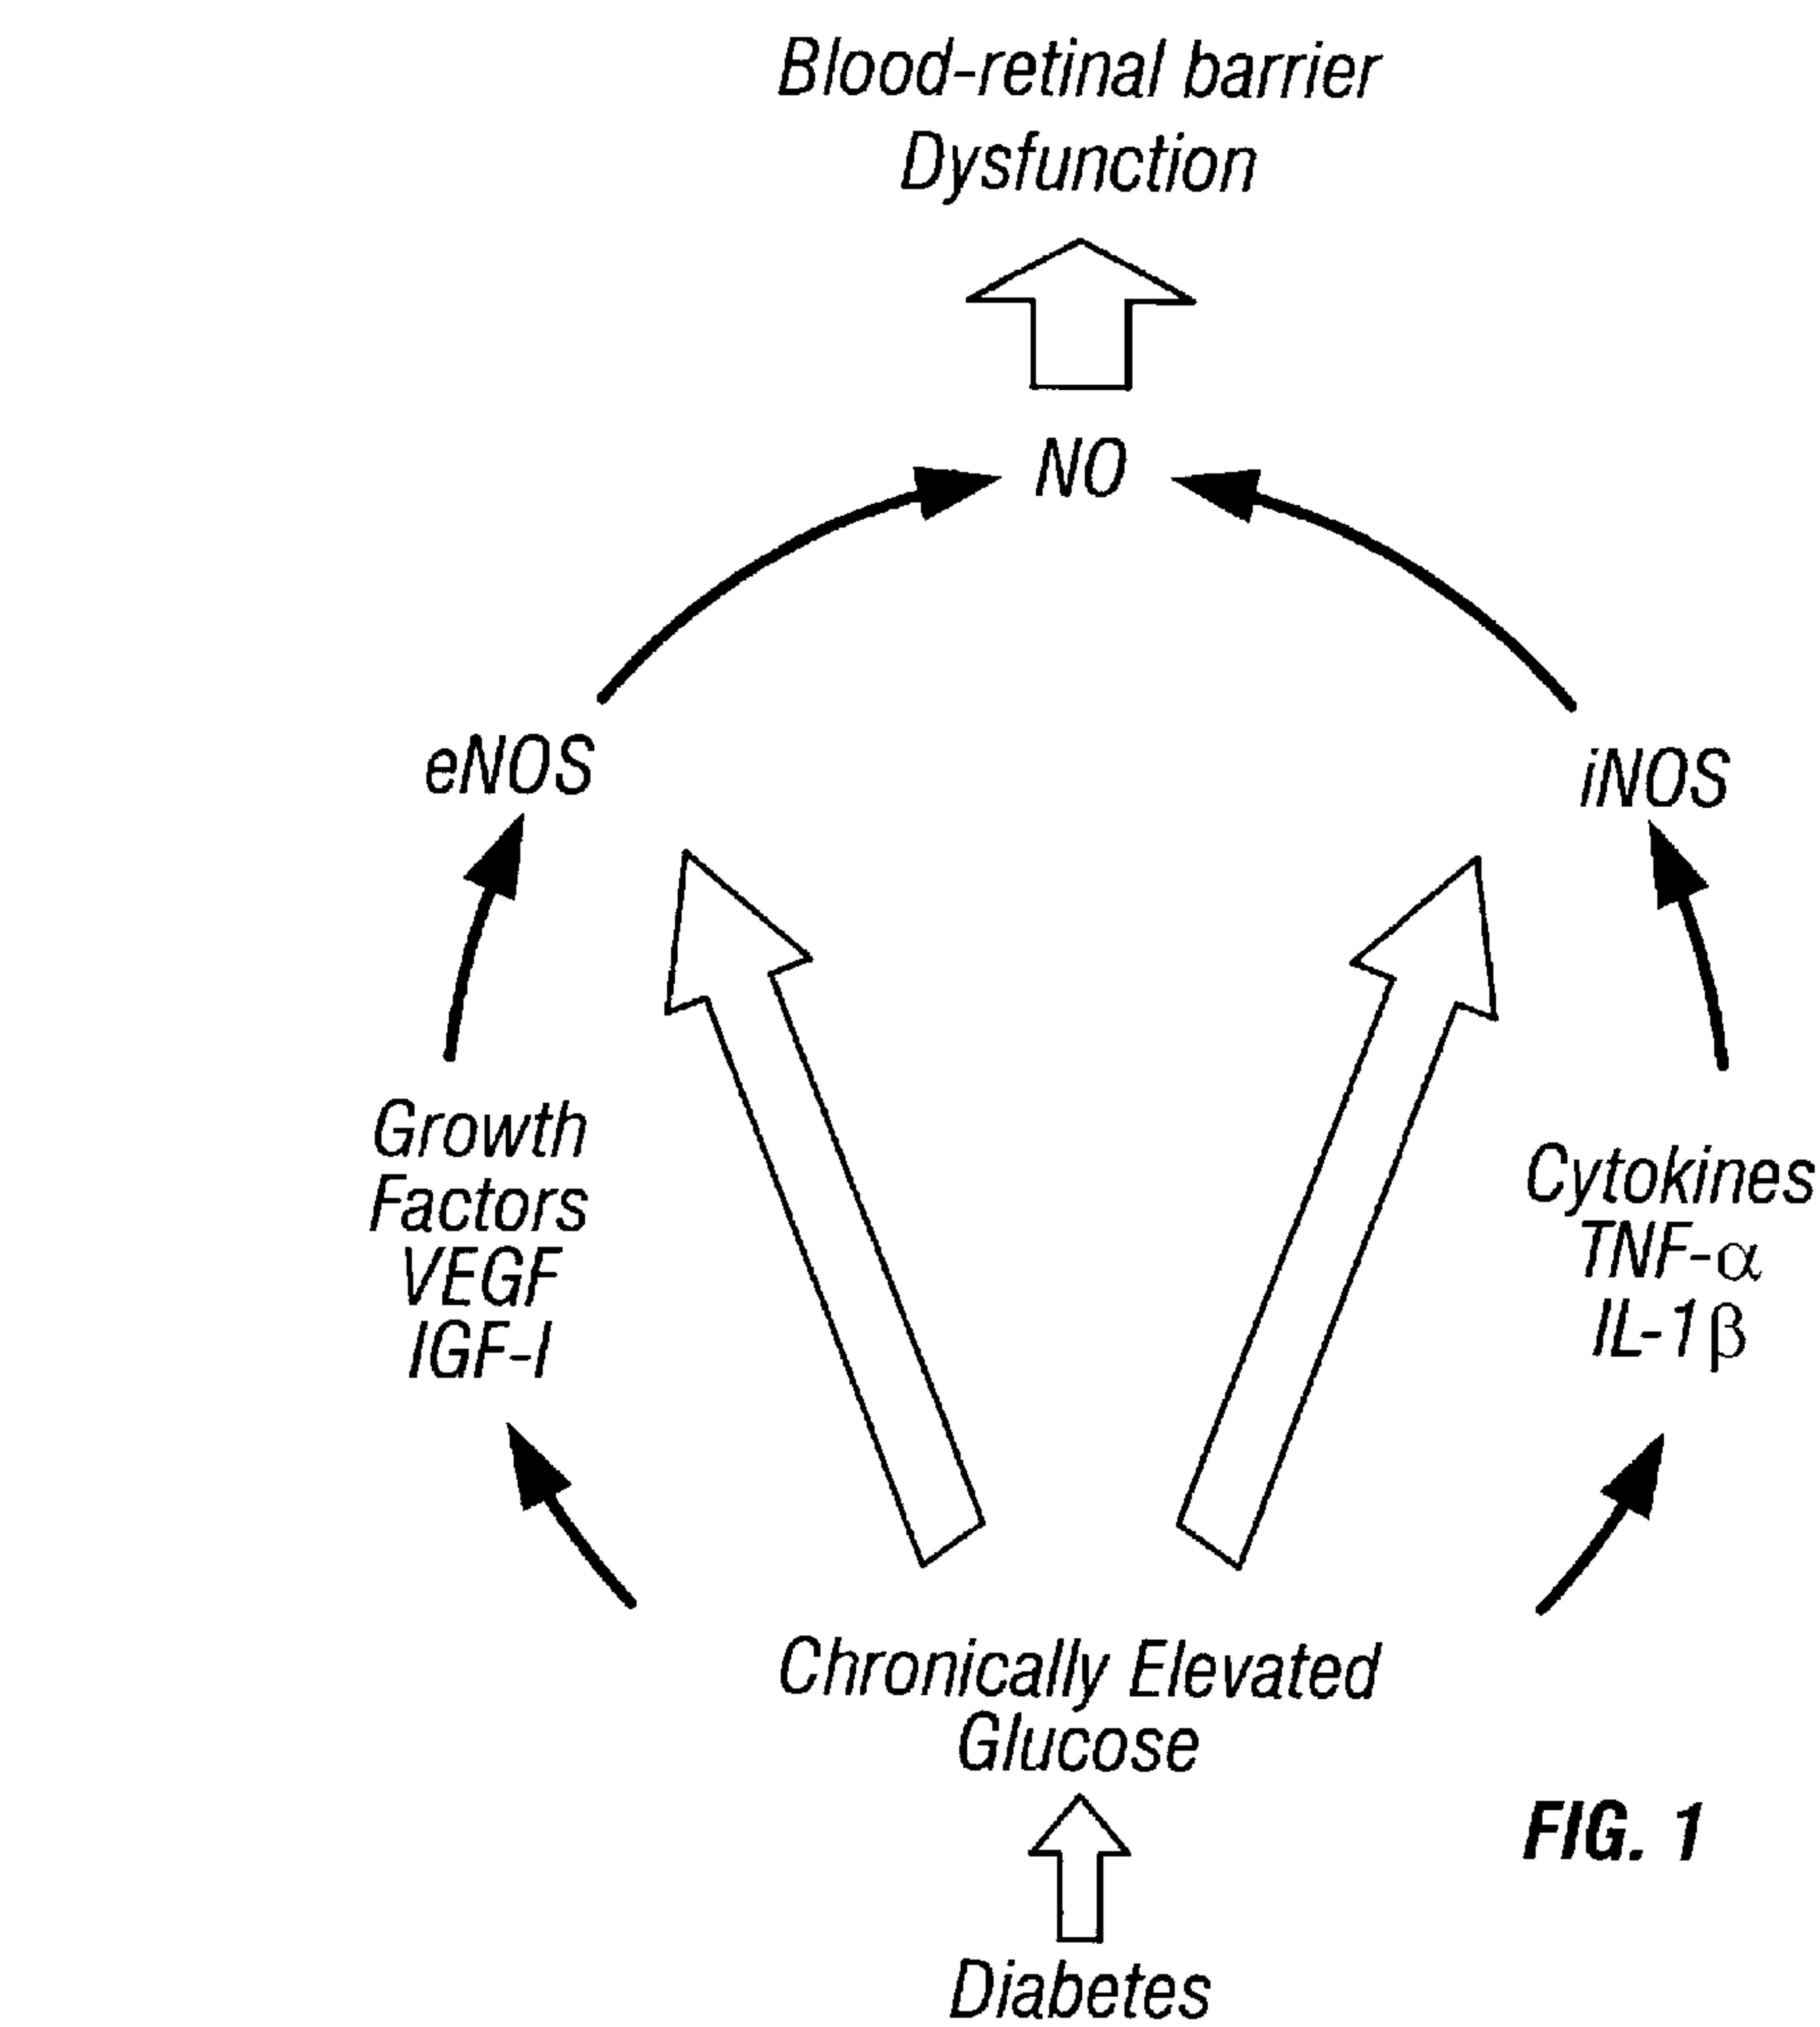 Blood-retinal barrier
Dysfunction
NO
eNOS
iNOS
Growth
Factors
VEGF
IGF-I
Cytokines
TNF-α
IL-1β
Chronically Elevated
Glucose
FIG. 1
Diabetes